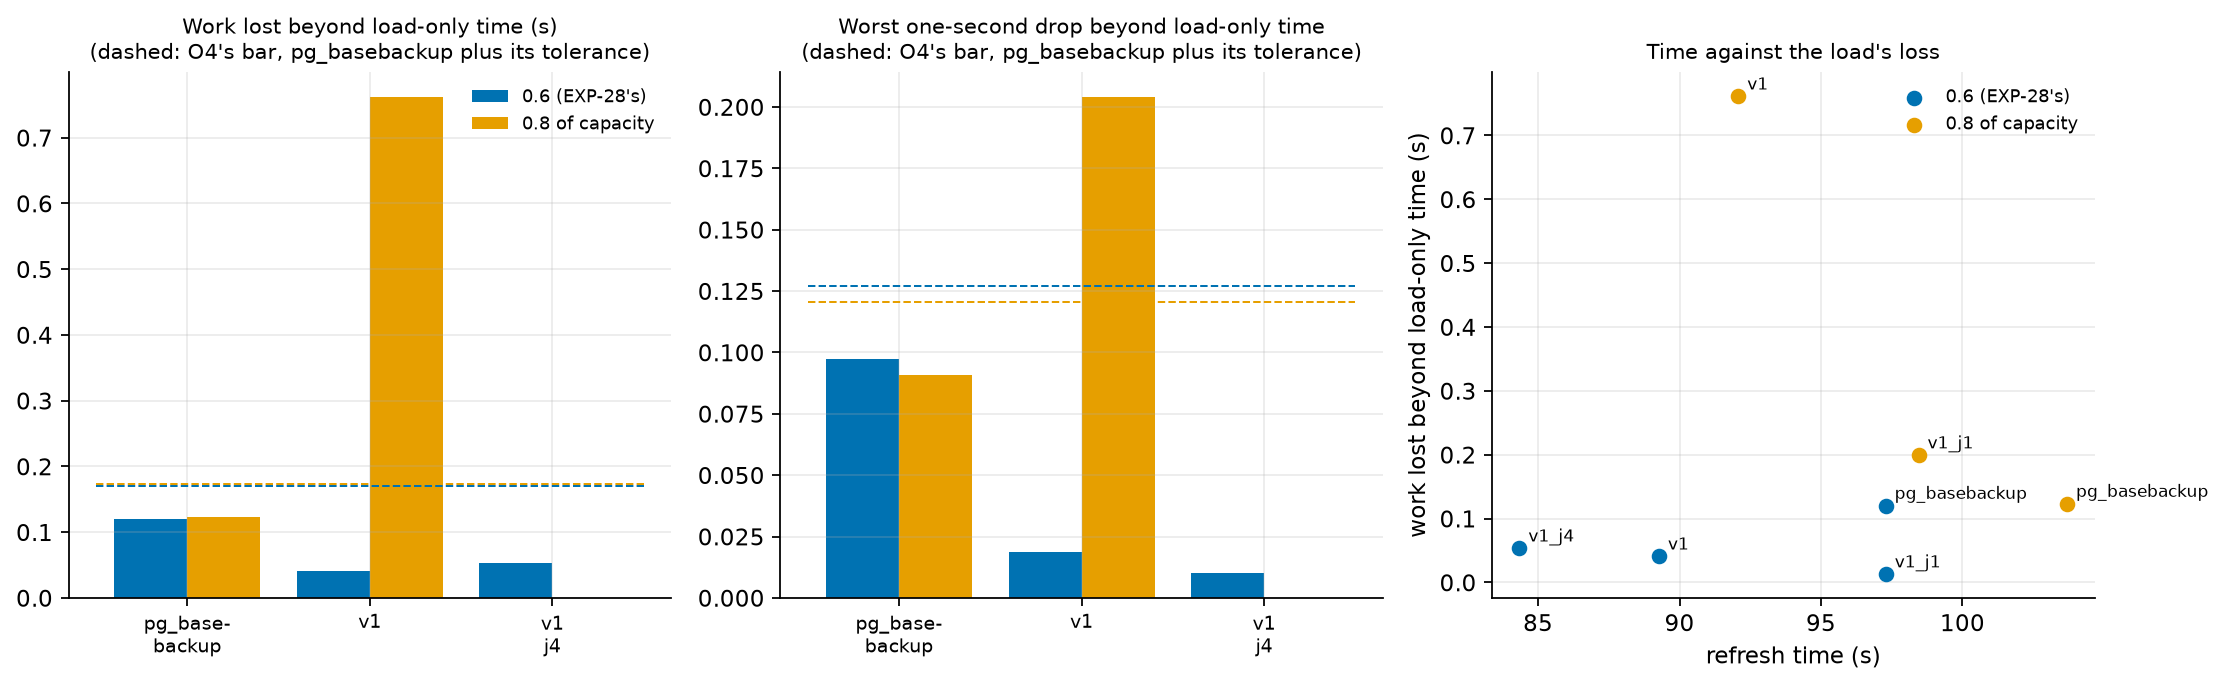 Work lost beyond load-only time (s)
(dashed: O4's bar, pg_basebackup plus its tolerance)
0.6 (EXP-28's)
0.8 of capacity
0.7
0.6
0.5
0.4
0.3
0.2
0.1
0.0
pg_base-
backup
v1
v1
j4
Worst one-second drop beyond load-only time
(dashed: O4's bar, pg_basebackup plus its tolerance)
0.200
0.175
0.150
0.125
0.100
0.075
0.050
0.025
0.000
pg_base-
backup
v1
v1
j4
Time against the load's loss
0.6 (EXP-28's)
0.8 of capacity
work lost beyond load-only time (s)
0.7
0.6
0.5
0.4
0.3
0.2
0.1
0.0
v1
v1_j1
pg_basebackup
pg_basebackup
v1_j4
v1
v1_j1
85
90
95
100
refresh time (s)